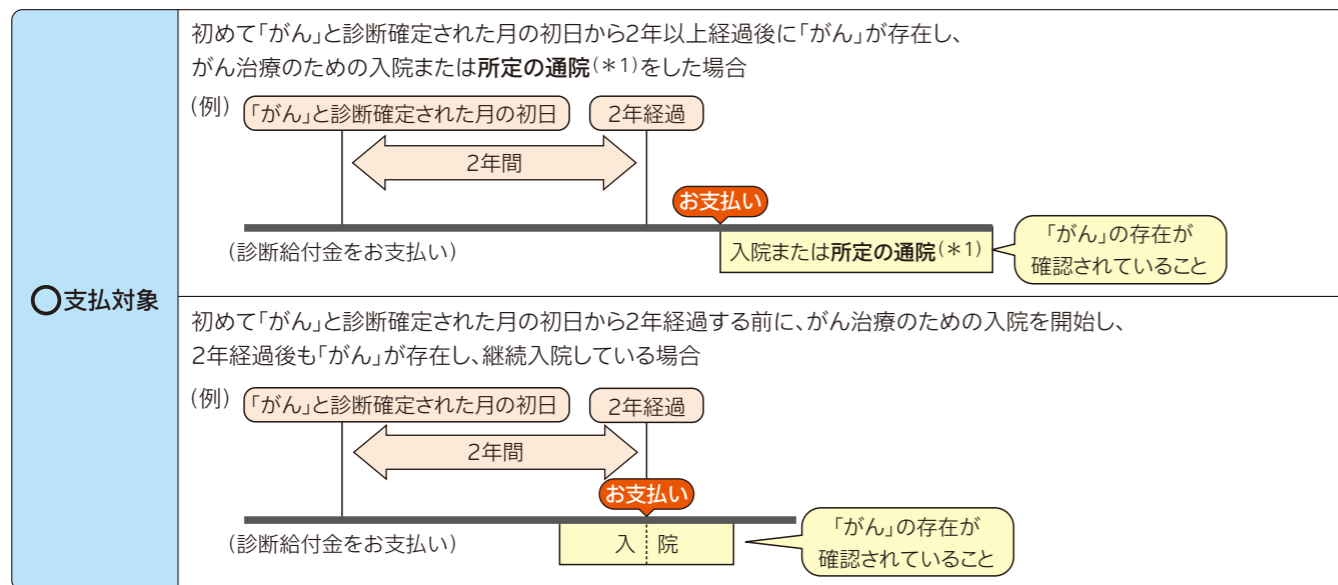 初めて「がん」と診断確定された月の初日から2年以上経過後に「がん」が存在し、
がん治療のための入院または所定の通院(＊1)をした場合
(例)
「がん」と診断確定された月の初日
2年経過
2年間
お支払い
(診断給付金をお支払い)
入院または所定の通院(＊1)
「がん」の存在が
確認されていること
〇支払対象
初めて「がん」と診断確定された月の初日から2年経過する前に、がん治療のための入院を開始し、
2年経過後も「がん」が存在し、継続入院している場合
(例)
「がん」と診断確定された月の初日
2年経過
2年間
お支払い
(診断給付金をお支払い)
入院
「がん」の存在が
確認されていること